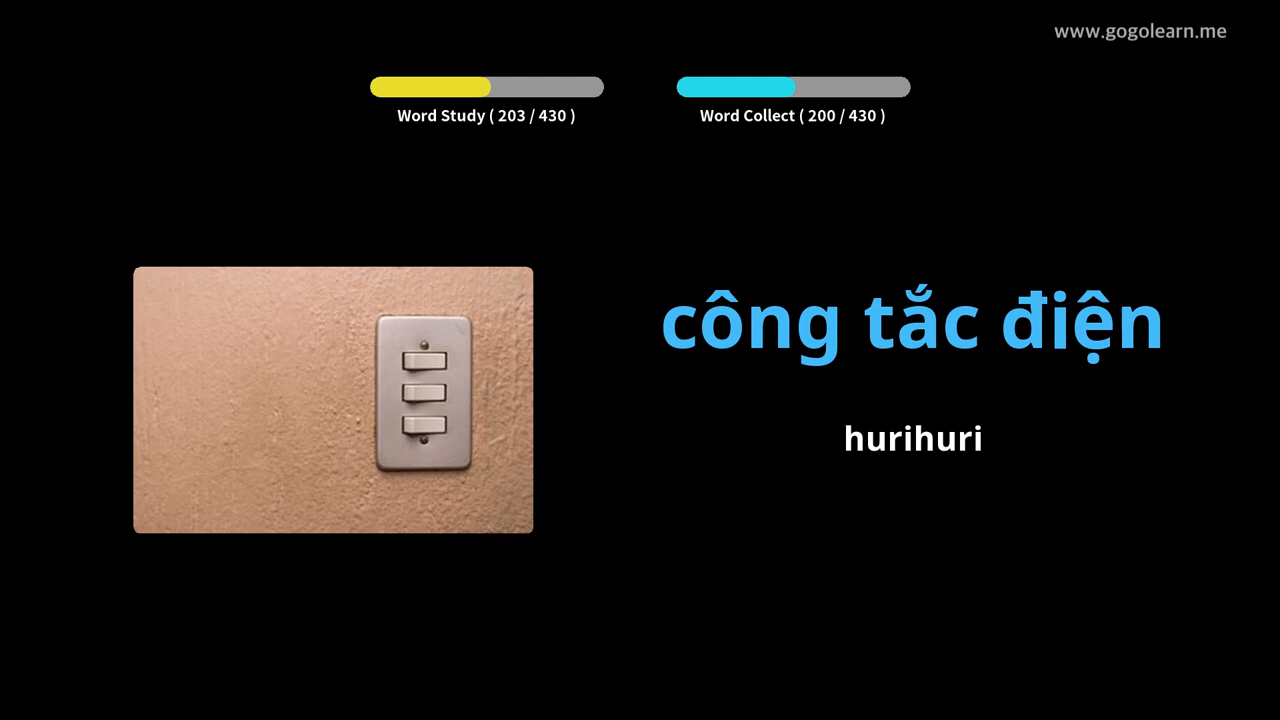 www.gogolearn.me
Word Study ( 203 / 430 )
Word Collect ( 200 / 430 )
công tắc điện
hurihuri